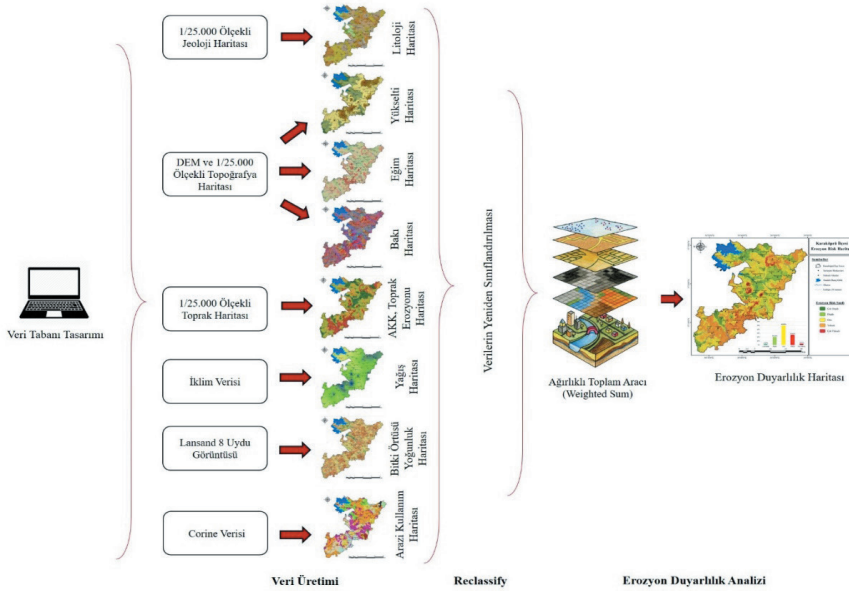 1/25.000 Ölçekli
Jeoloji Haritası
Litoloji
Haritası
Yükselti
Haritası
DEM ve 1/25.000
Ölçekli Topoğrafya
Haritası
Eğim
Haritası
Bakı
Haritası
Veri Tabanı Tasarımı
1/25.000 Ölçekli
Toprak Haritası
AKK, Toprak
Erozyonu
Haritası
İklim Verisi
Yağış
Haritası
Lansand 8 Uydu
Görüntüsü
Bitki Örtüsü
Yoğunluk
Haritası
Corine Verisi
Arazi Kullanım
Haritası
Verilerin Yeniden Sınıflandırılması
Ağırlıklı Toplam Aracı
(Weighted Sum)
Erozyon Duyarlılık Haritası
Veri Üretimi
Reclassify
Erozyon Duyarlılık Analizi